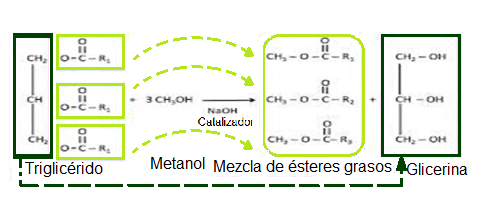 O O
CH₂ O–C–R₁ CH₃–O–C–R₁ CH₂–OH
O O
CH O–C–R₁ + 3 CH₃OH NaOH CH₃–O–C–R₂ + CH–OH
Catalizador
O O
CH₂ O–C–R₁ CH₃–O–C–R₃ CH₂–OH
Triglicérido Metanol Mezcla de ésteres grasos Glicerina